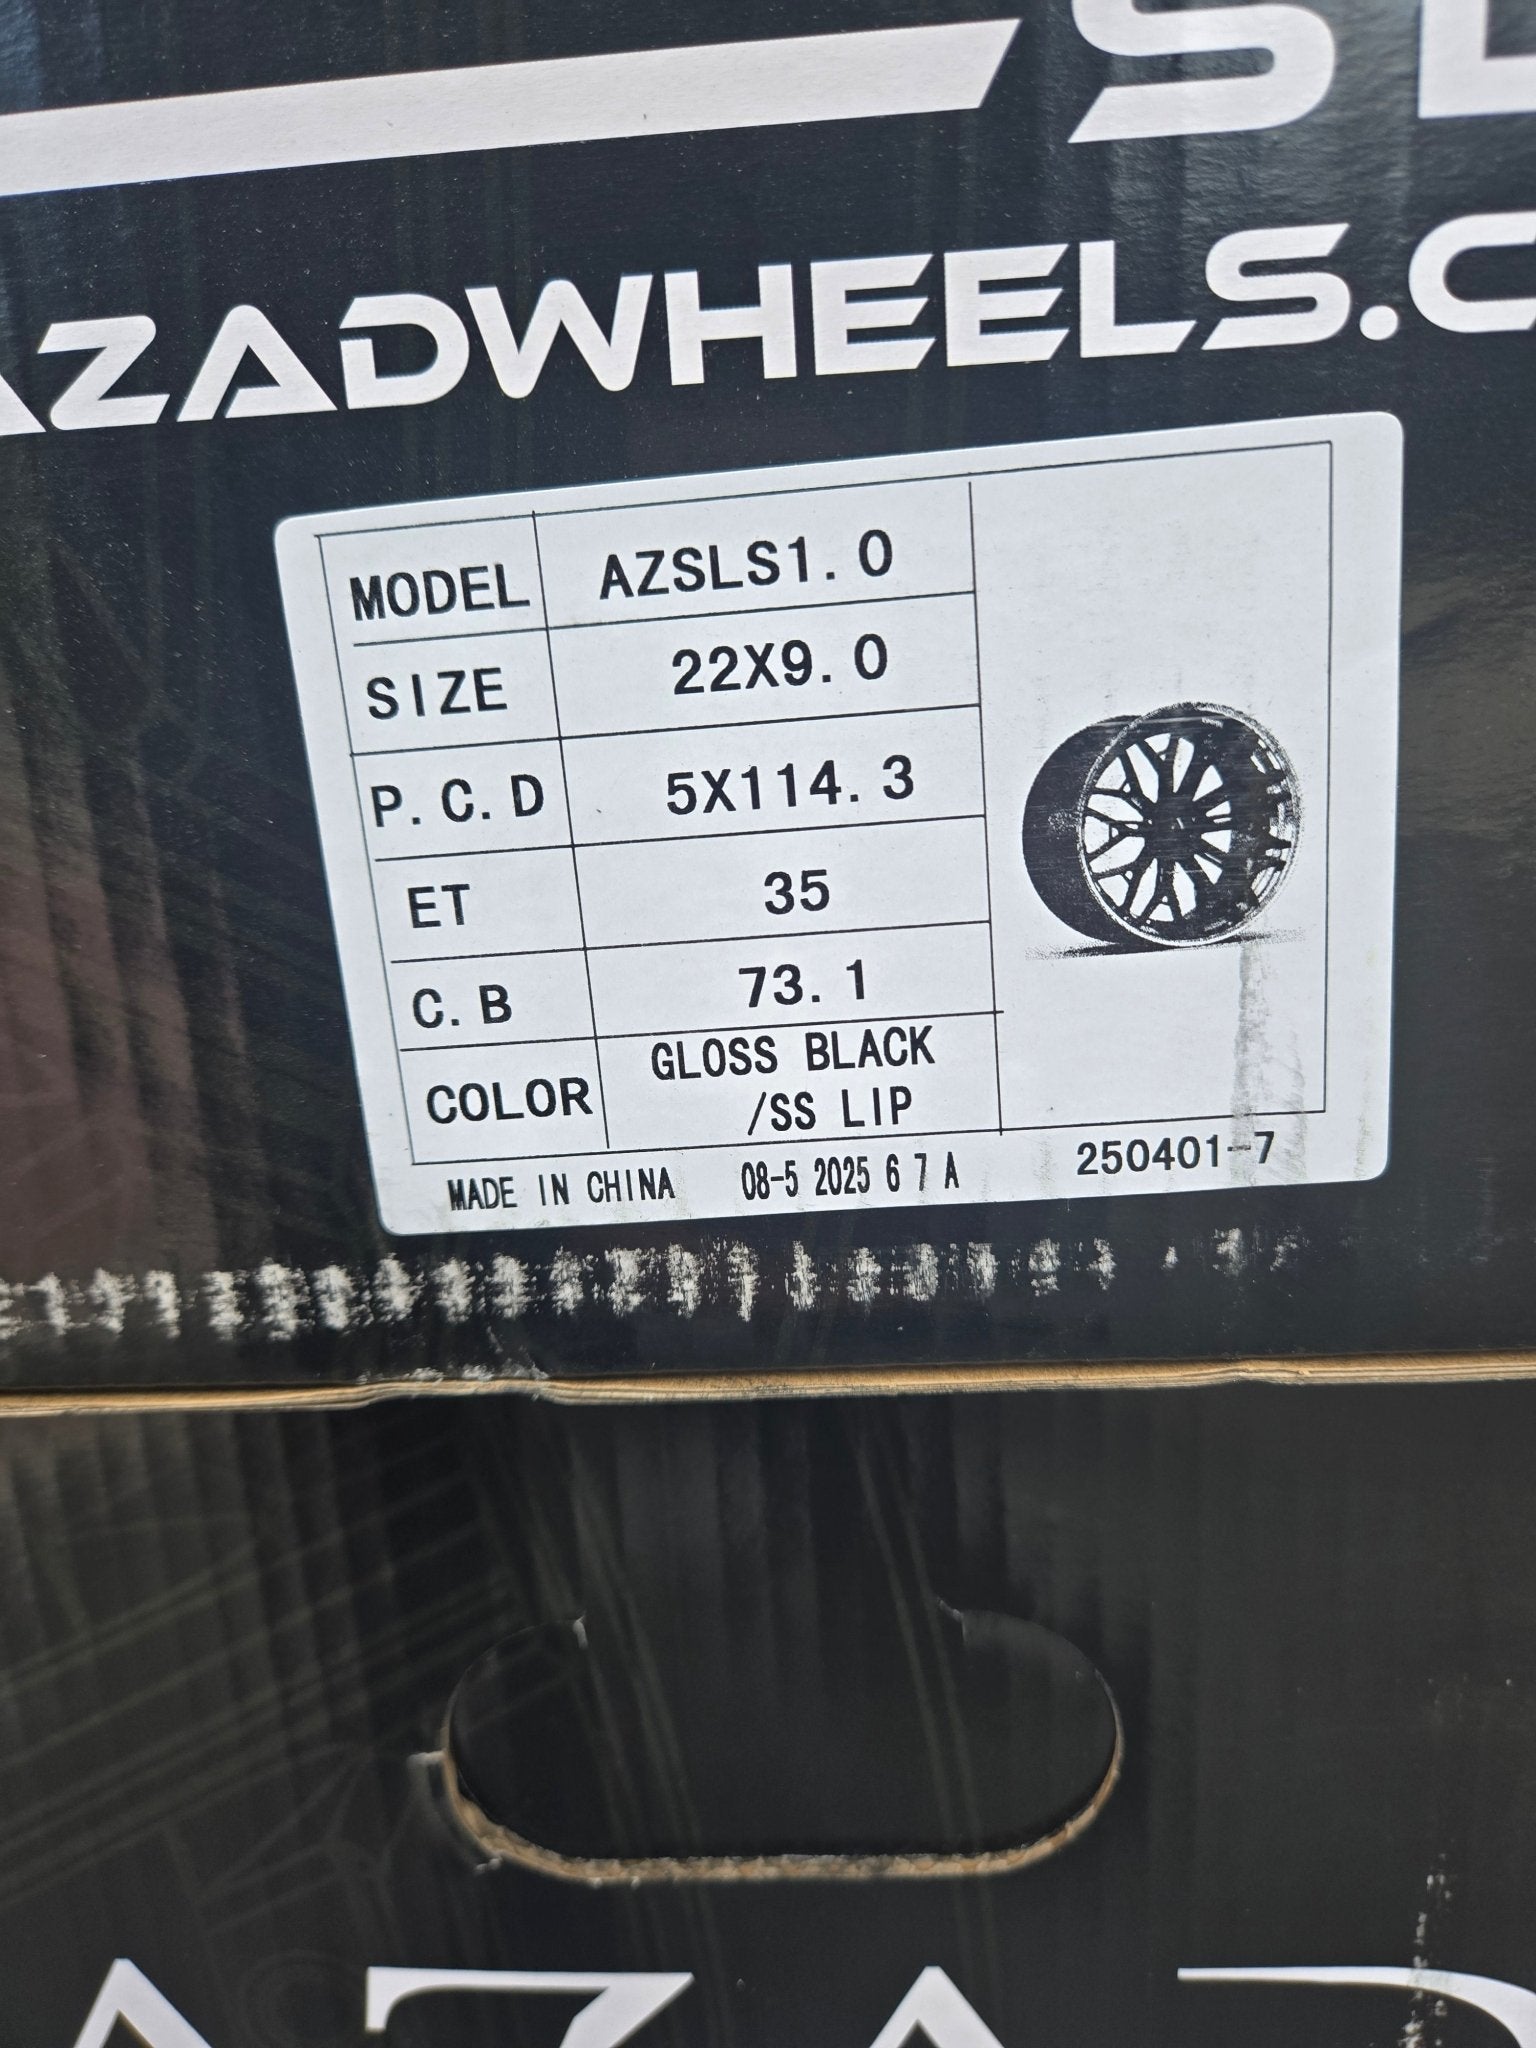 AZADWHEELS.C
MODEL AZSLS1.0
SIZE 22X9.0
P.C.D 5X114.3
ET 35
C.B 73.1
COLOR GLOSS BLACK
/SS LIP
MADE IN CHINA 08-5 2025 6 7 A 250401-7
AZAD